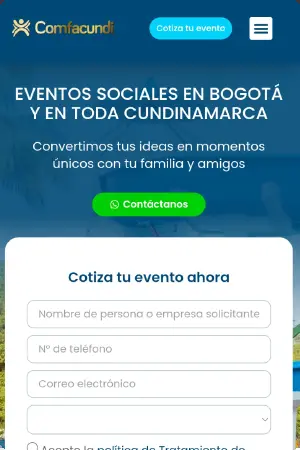 Comfacundi
Cotiza tu evento
EVENTOS SOCIALES EN BOGOTÁ
Y EN TODA CUNDINAMARCA
Convertimos tus ideas en momentos
únicos con tu familia y amigos
Contáctanos
Cotiza tu evento ahora
Nombre de persona o empresa solicitante
N° de teléfono
Correo electrónico
Acepto la política de Tratamiento de